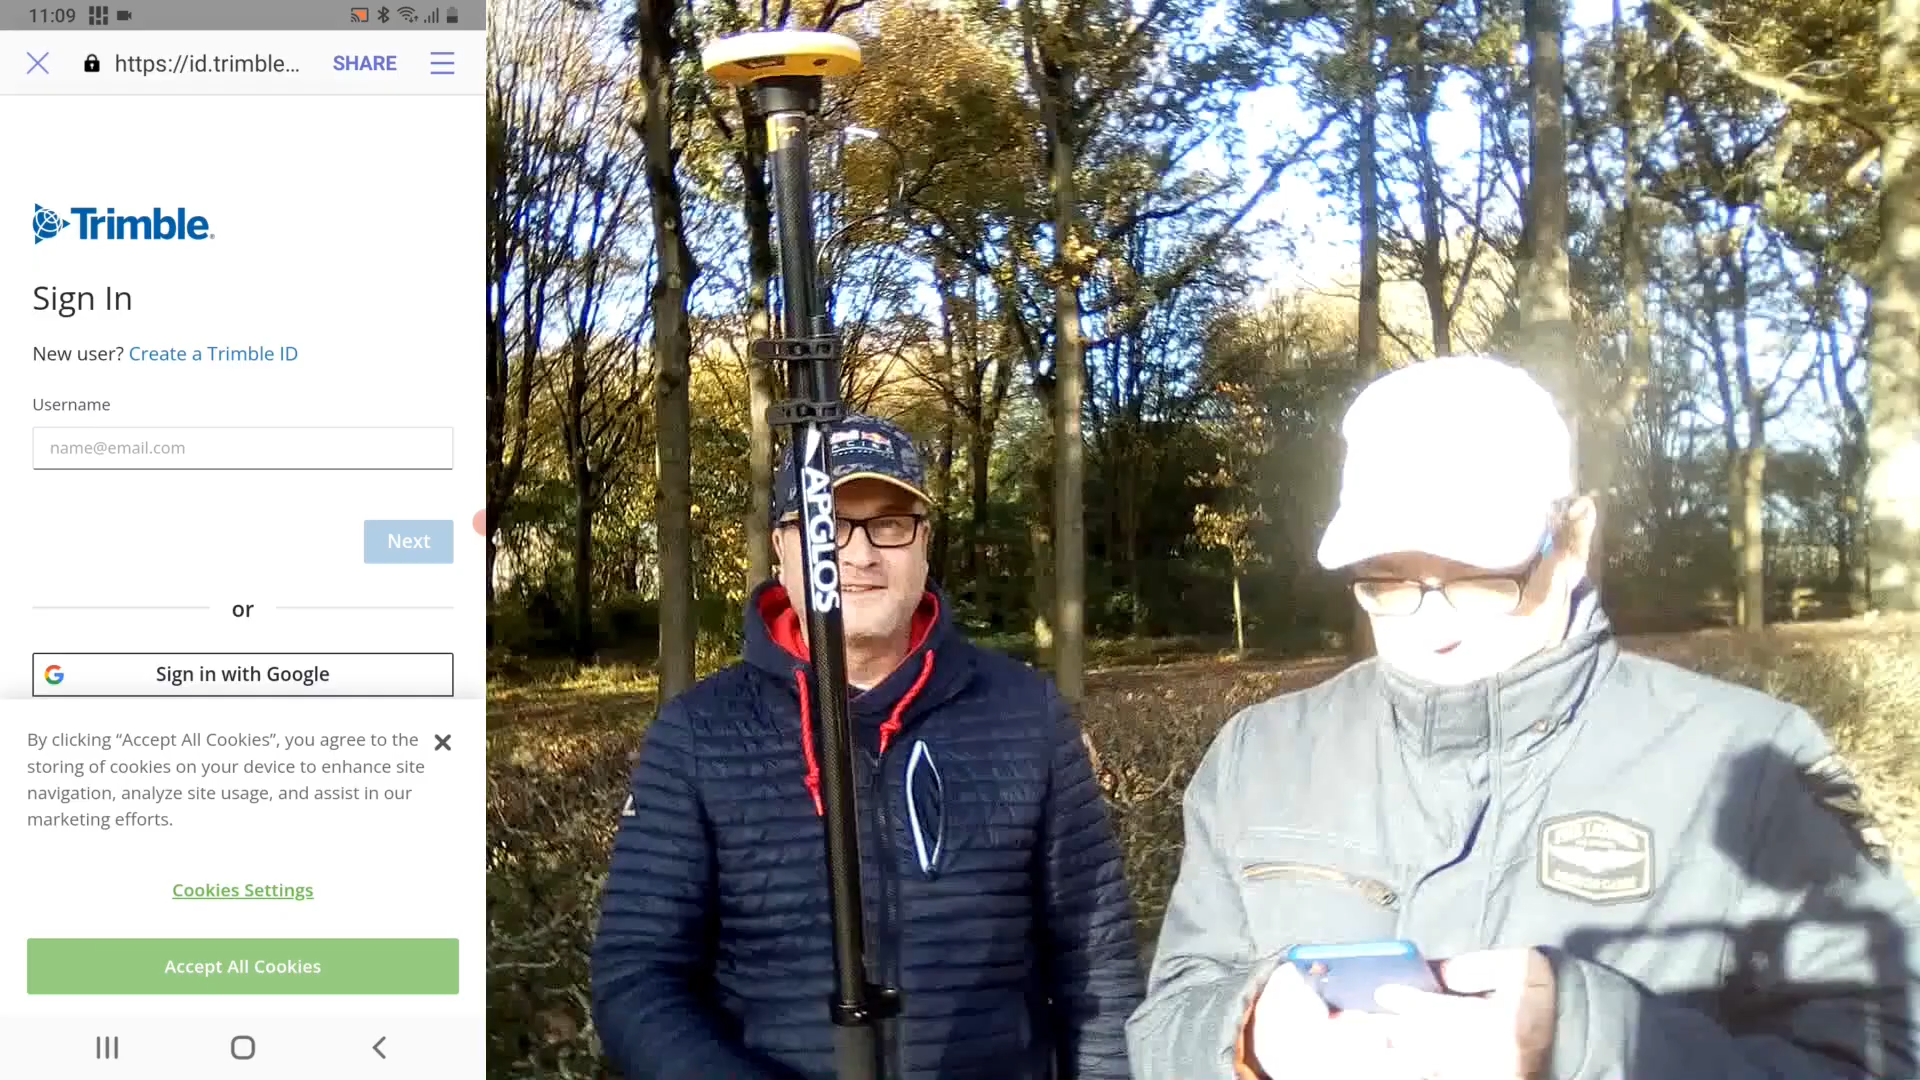 11:09
https://id.trimble...
SHARE
Trimble
Sign In
New user? Create a Trimble ID
Username
name@email.com
Next
or
Sign in with Google
By clicking “Accept All Cookies”, you agree to the
storing of cookies on your device to enhance site
navigation, analyze site usage, and assist in our
marketing efforts.
Cookies Settings
Accept All Cookies
APGLOS